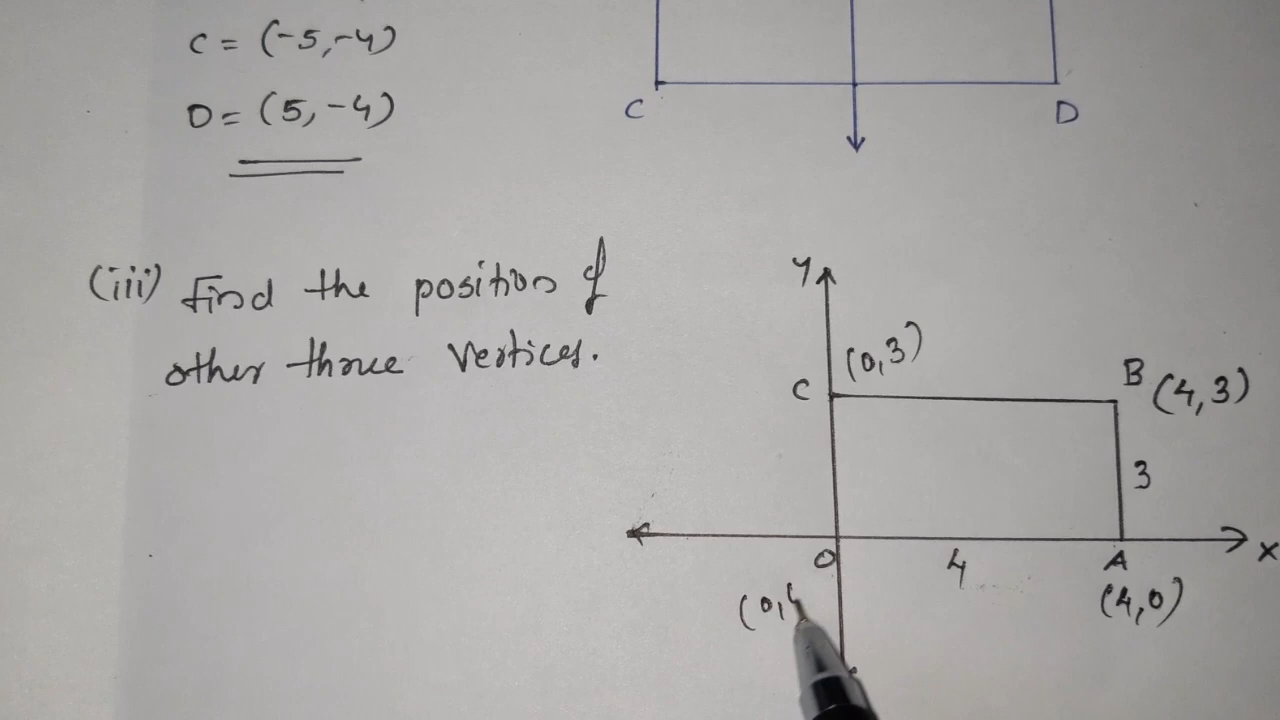 C = (-5,-4)
D = (5,-4)
C
D
(iii) Find the position of
other three vertices.
y
(0,3)
C
B (4,3)
3
O
4
A
x
(4,0)
(0,